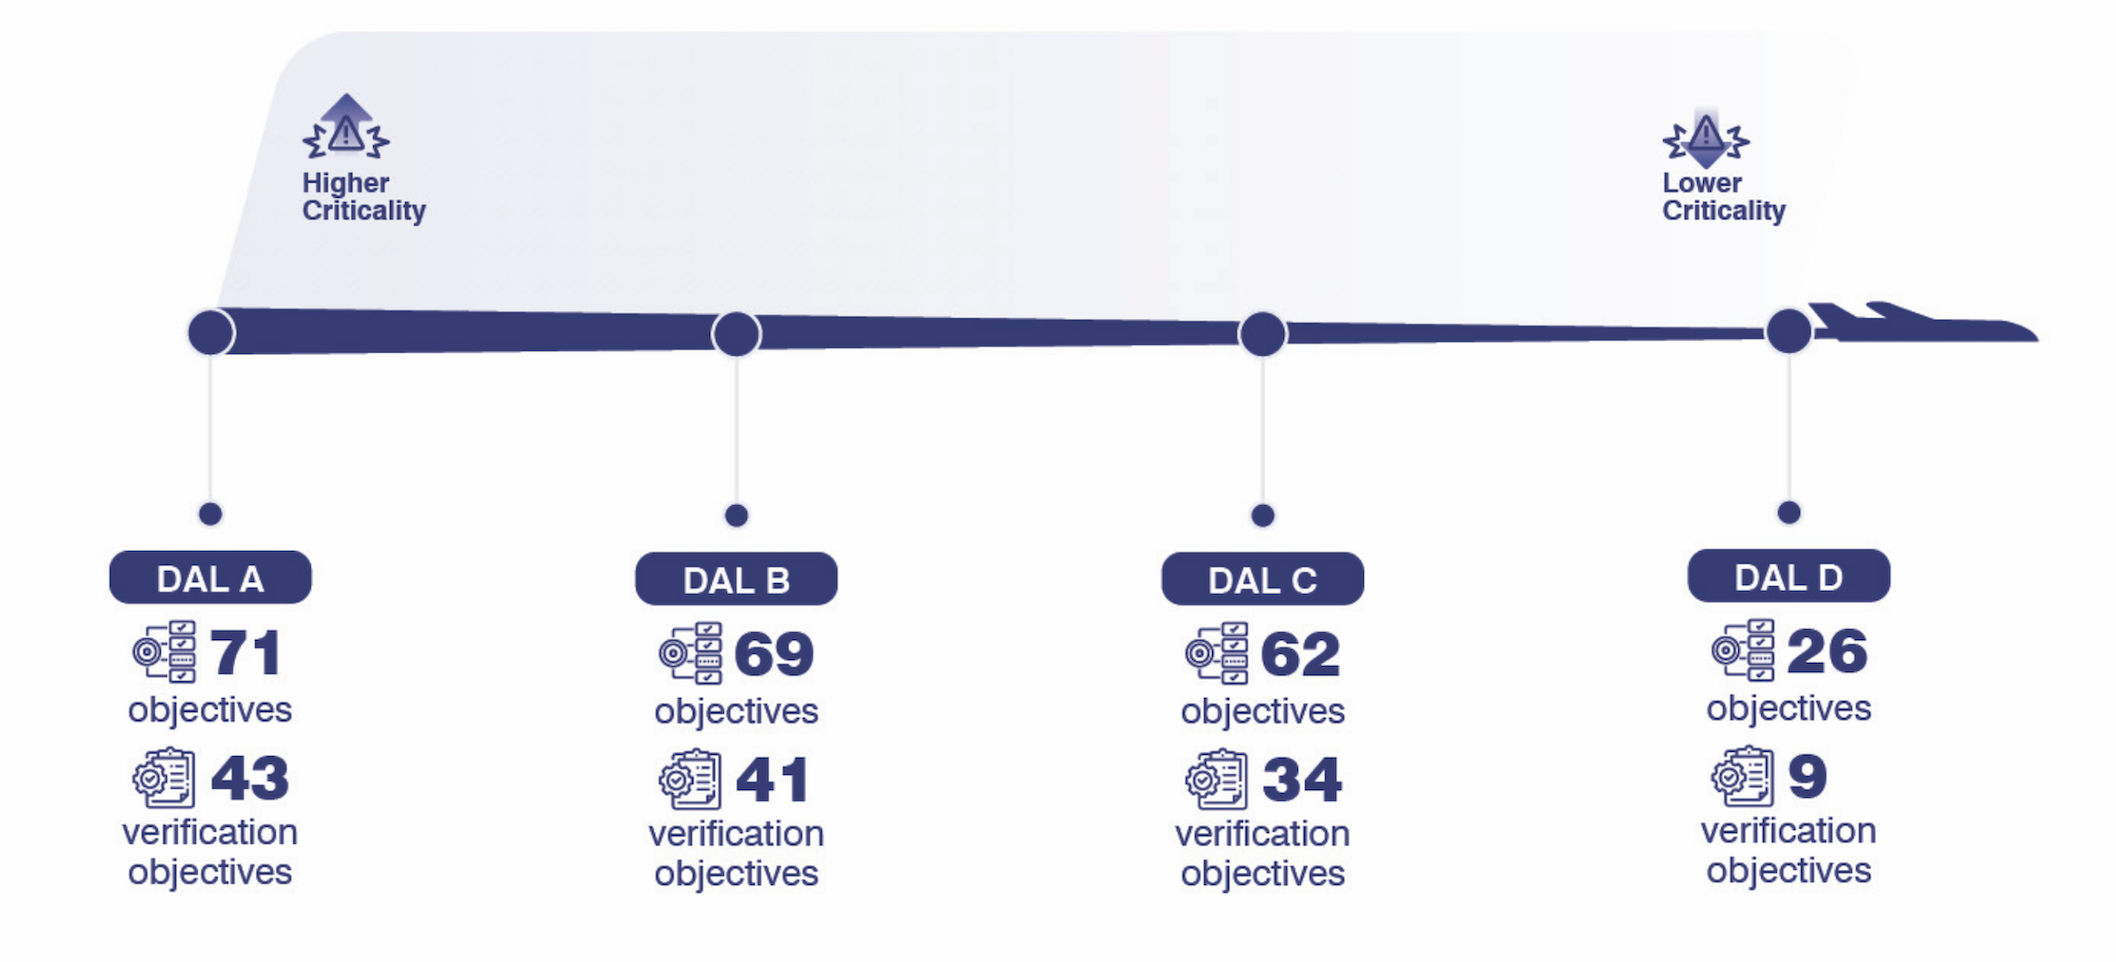 Higher
Criticality
Lower
Criticality
DAL A
71
objectives
43
verification
objectives
DAL B
69
objectives
41
verification
objectives
DAL C
62
objectives
34
verification
objectives
DAL D
26
objectives
9
verification
objectives